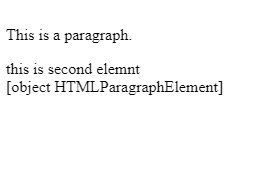 This is a paragraph.
this is second elemnt
[object HTMLParagraphElement]